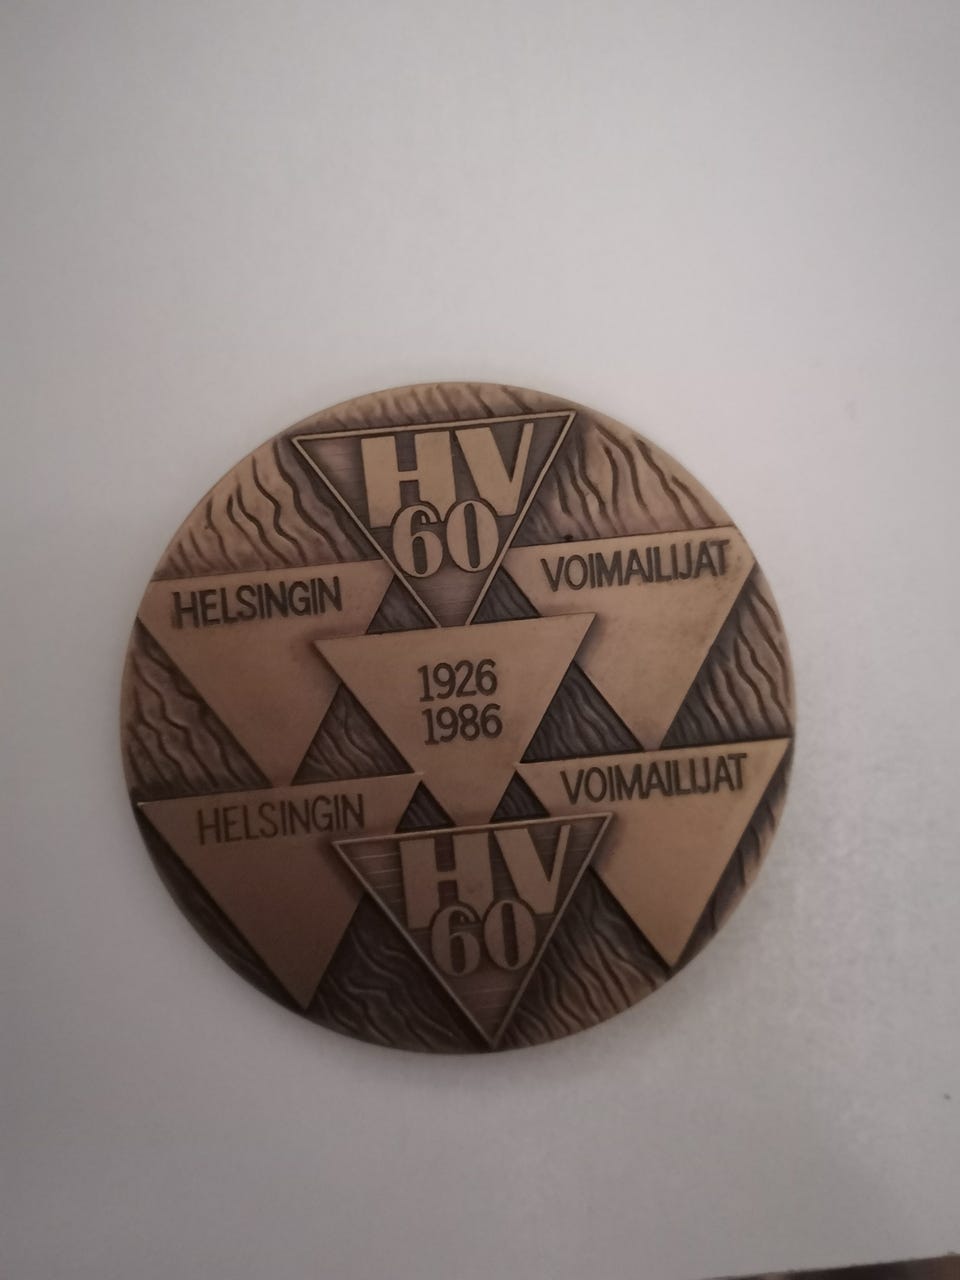 HV
60
HELSINGIN
VOIMAILIJAT
1926
1986
HELSINGIN
VOIMAILIJAT
HV
60